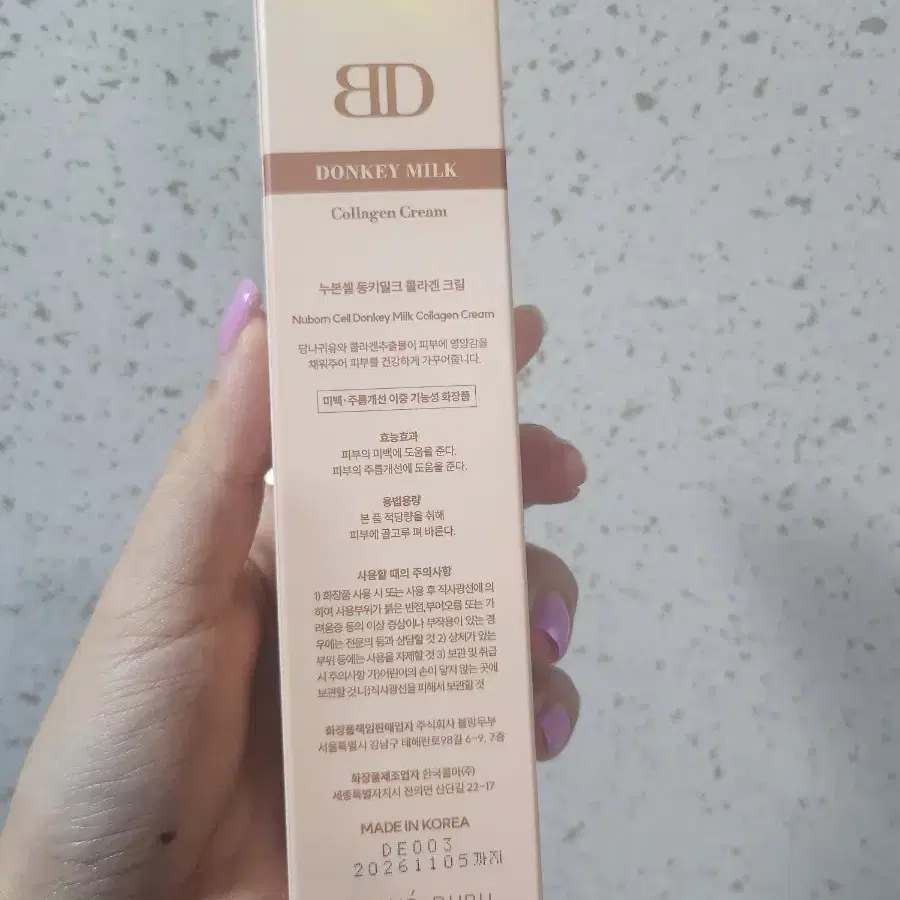 BD
DONKEY MILK
Collagen Cream
누본셀 동키밀크 콜라겐 크림
Nuborn Cell Donkey Milk Collagen Cream
당나귀유와 콜라겐추출물이 피부에 영양감을
채워주어 피부를 건강하게 가꾸어줍니다.
미백·주름개선 이중 기능성 화장품
효능효과
피부의 미백에 도움을 준다.
피부의 주름개선에 도움을 준다.
용법용량
본 품 적당량을 취해
피부에 골고루 펴 바른다.
사용할 때의 주의사항
1) 화장품 사용 시 또는 사용 후 직사광선에 의
하여 사용부위가 붉은 반점,부어오름 또는 가
려움증 등의 이상 증상이나 부작용이 있는 경
우에는 전문의 등과 상담할 것 2) 상처가 있는
부위 등에는 사용을 자제할 것 3) 보관 및 취급
시 주의사항 가)어린이의 손이 닿지 않는 곳에
보관할 것 나)직사광선을 피해서 보관할 것
화장품책임판매업자 주식회사 블링두부
서울특별시 강남구 테헤란로98길 6-9, 7층
화장품제조업자 한국콜마(주)
세종특별자치시 전의면 산단길 22-17
MADE IN KOREA
DE003
20261105까지